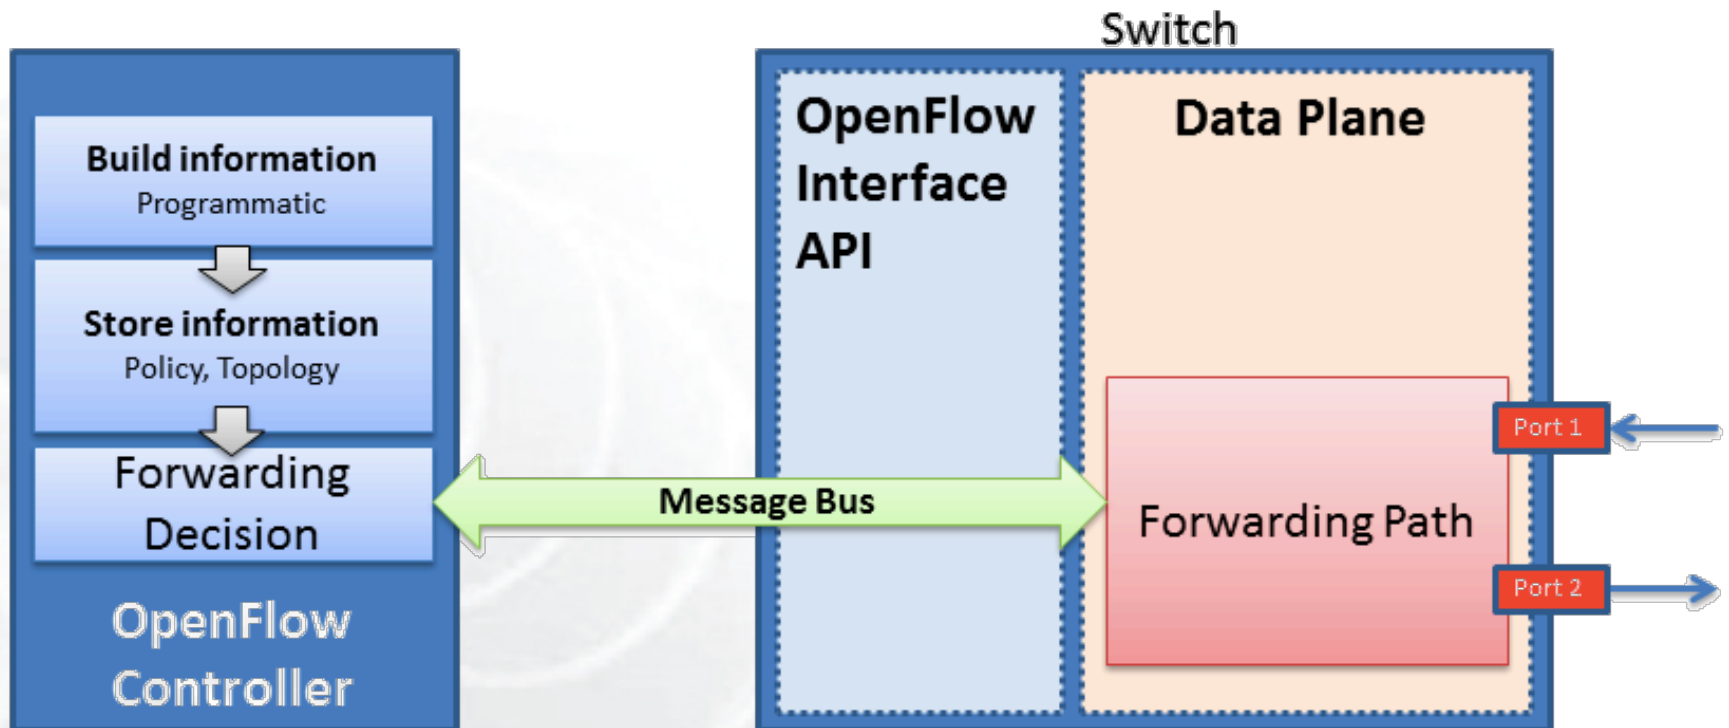 Switch
Build information
Programmatic
Store information
Policy, Topology
Forwarding
Decision
OpenFlow
Controller
Message Bus
OpenFlow
Interface
API
Data Plane
Forwarding Path
Port 1
Port 2